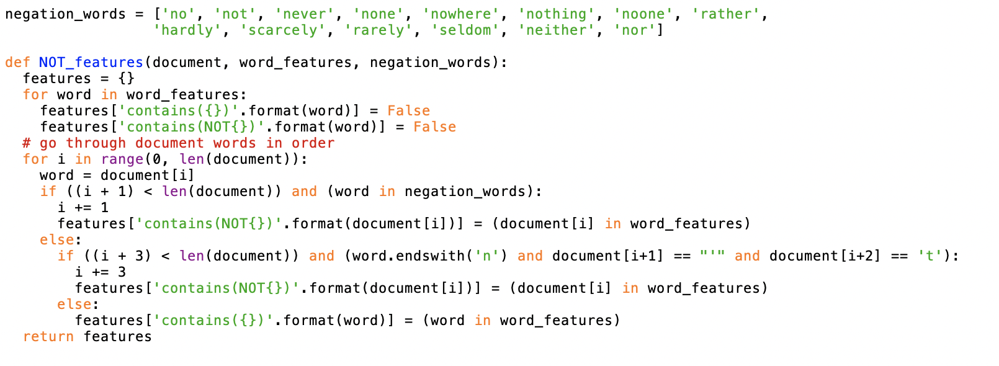 negation_words = ['no', 'not', 'never', 'none', 'nowhere', 'nothing', 'noone', 'rather',
                 'hardly', 'scarcely', 'rarely', 'seldom', 'neither', 'nor']

def NOT_features(document, word_features, negation_words):
  features = {}
  for word in word_features:
    features['contains({})'.format(word)] = False
    features['contains(NOT{})'.format(word)] = False
  # go through document words in order
  for i in range(0, len(document)):
    word = document[i]
    if ((i + 1) < len(document)) and (word in negation_words):
      i += 1
      features['contains(NOT{})'.format(document[i])] = (document[i] in word_features)
    else:
      if ((i + 3) < len(document)) and (word.endswith('n') and document[i+1] == "'" and document[i+2] == 't'):
        i += 3
        features['contains(NOT{})'.format(document[i])] = (document[i] in word_features)
      else:
        features['contains({})'.format(word)] = (word in word_features)
  return features